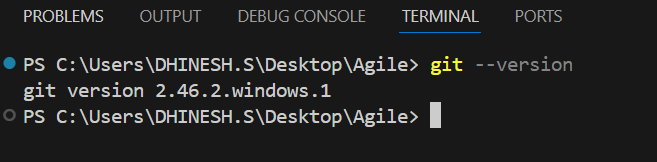 PROBLEMS OUTPUT DEBUG CONSOLE TERMINAL PORTS
PS C:\Users\DHINESH.S\Desktop\Agile> git --version
git version 2.46.2.windows.1
PS C:\Users\DHINESH.S\Desktop\Agile>